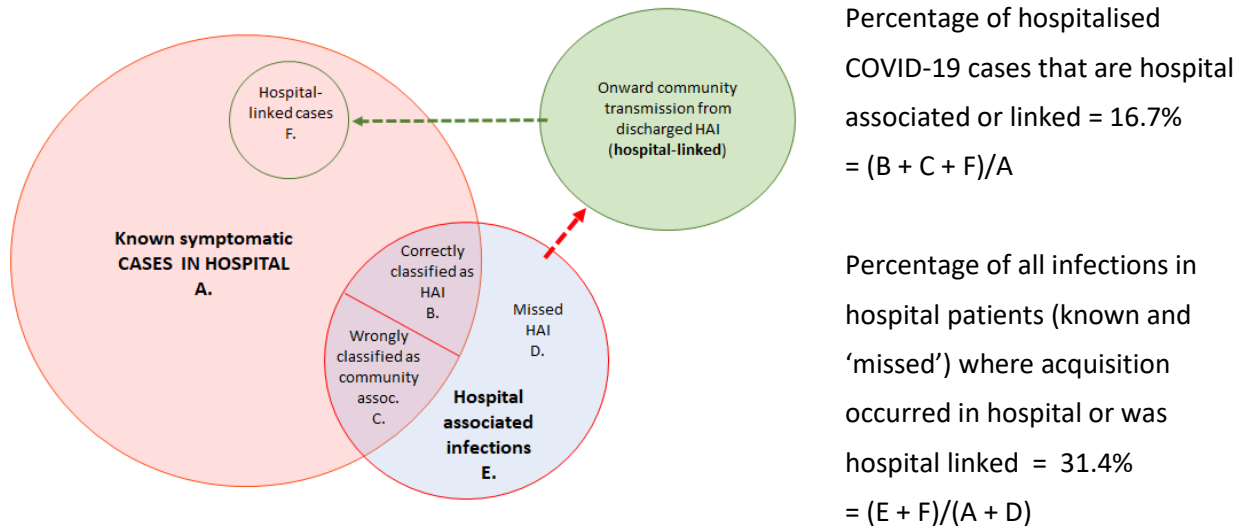 Hospital-
linked cases
F.
Onward community
transmission from
discharged HAI
(hospital-linked)
Known symptomatic
CASES IN HOSPITAL
A.
Correctly
classified as
HAI
B.
Wrongly
classified as
community
assoc.
C.
Missed
HAI
D.
Hospital
associated
infections
E.
Percentage of hospitalised
COVID-19 cases that are hospital
associated or linked = 16.7%
= (B + C + F)/A
Percentage of all infections in
hospital patients (known and
‘missed’) where acquisition
occurred in hospital or was
hospital linked = 31.4%
= (E + F)/(A + D)